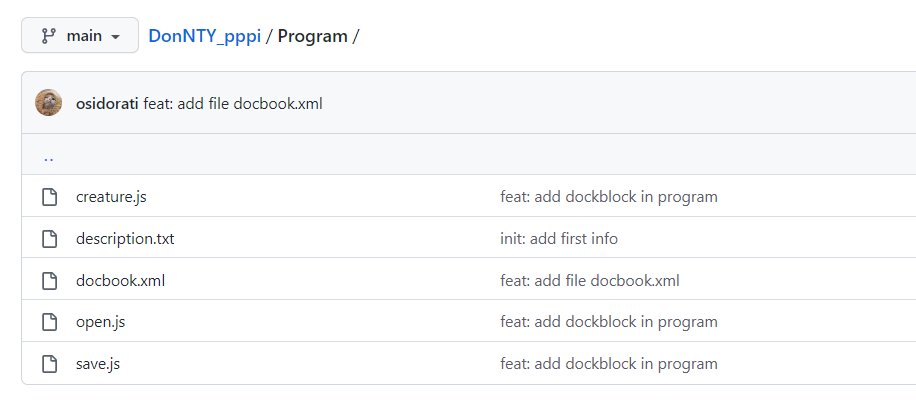 main DonNTY_pppi / Program /
osidorati feat: add file docbook.xml
..
creature.js feat: add dockblock in program
description.txt init: add first info
docbook.xml feat: add file docbook.xml
open.js feat: add dockblock in program
save.js feat: add dockblock in program